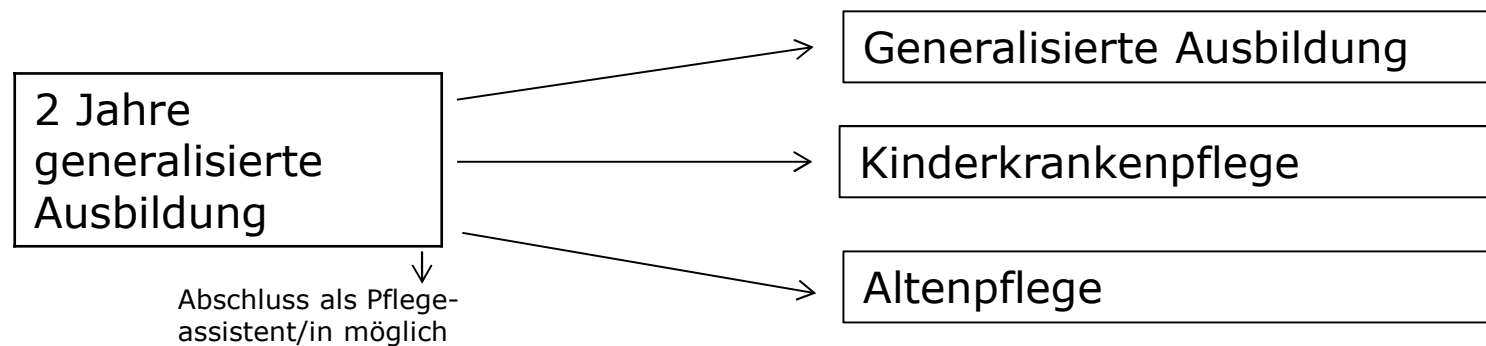 2 Jahre
generalisierte
Ausbildung
Abschluss als Pflege-
assistent/in möglich
Generalisierte Ausbildung
Kinderkrankenpflege
Altenpflege